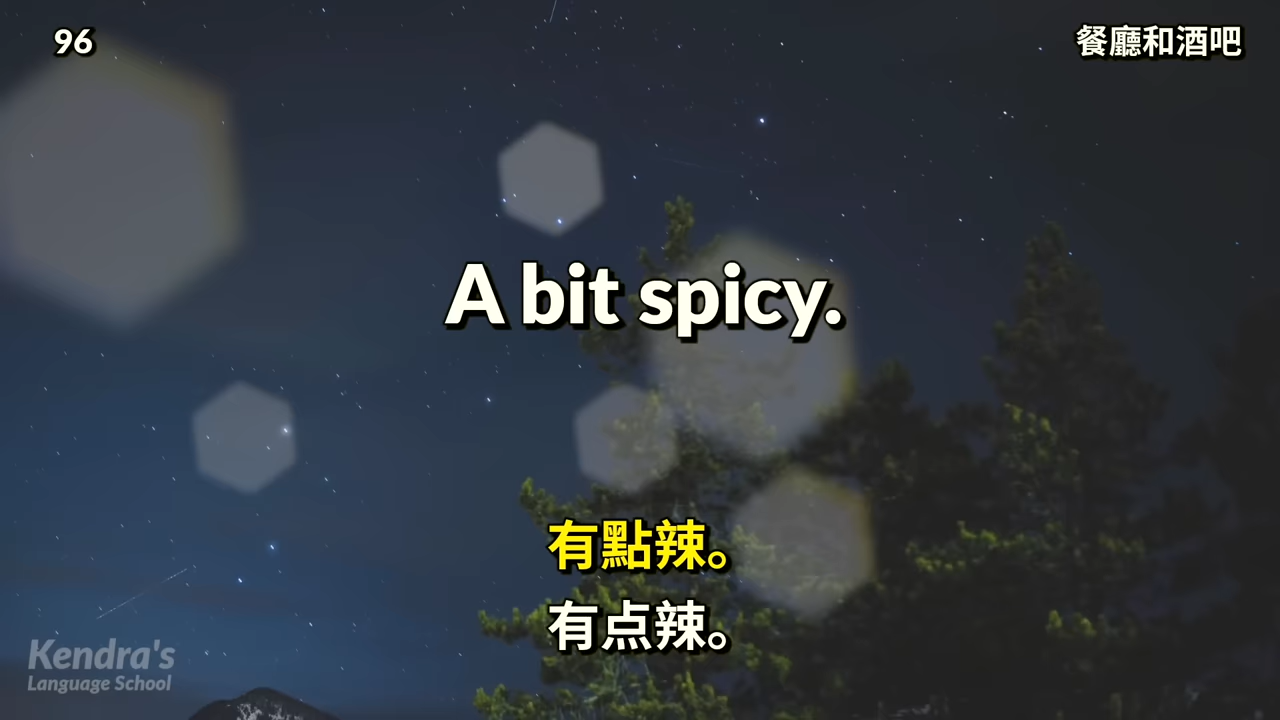 96
餐廳和酒吧
A bit spicy.
有點辣。
有点辣。
Kendra's
Language School